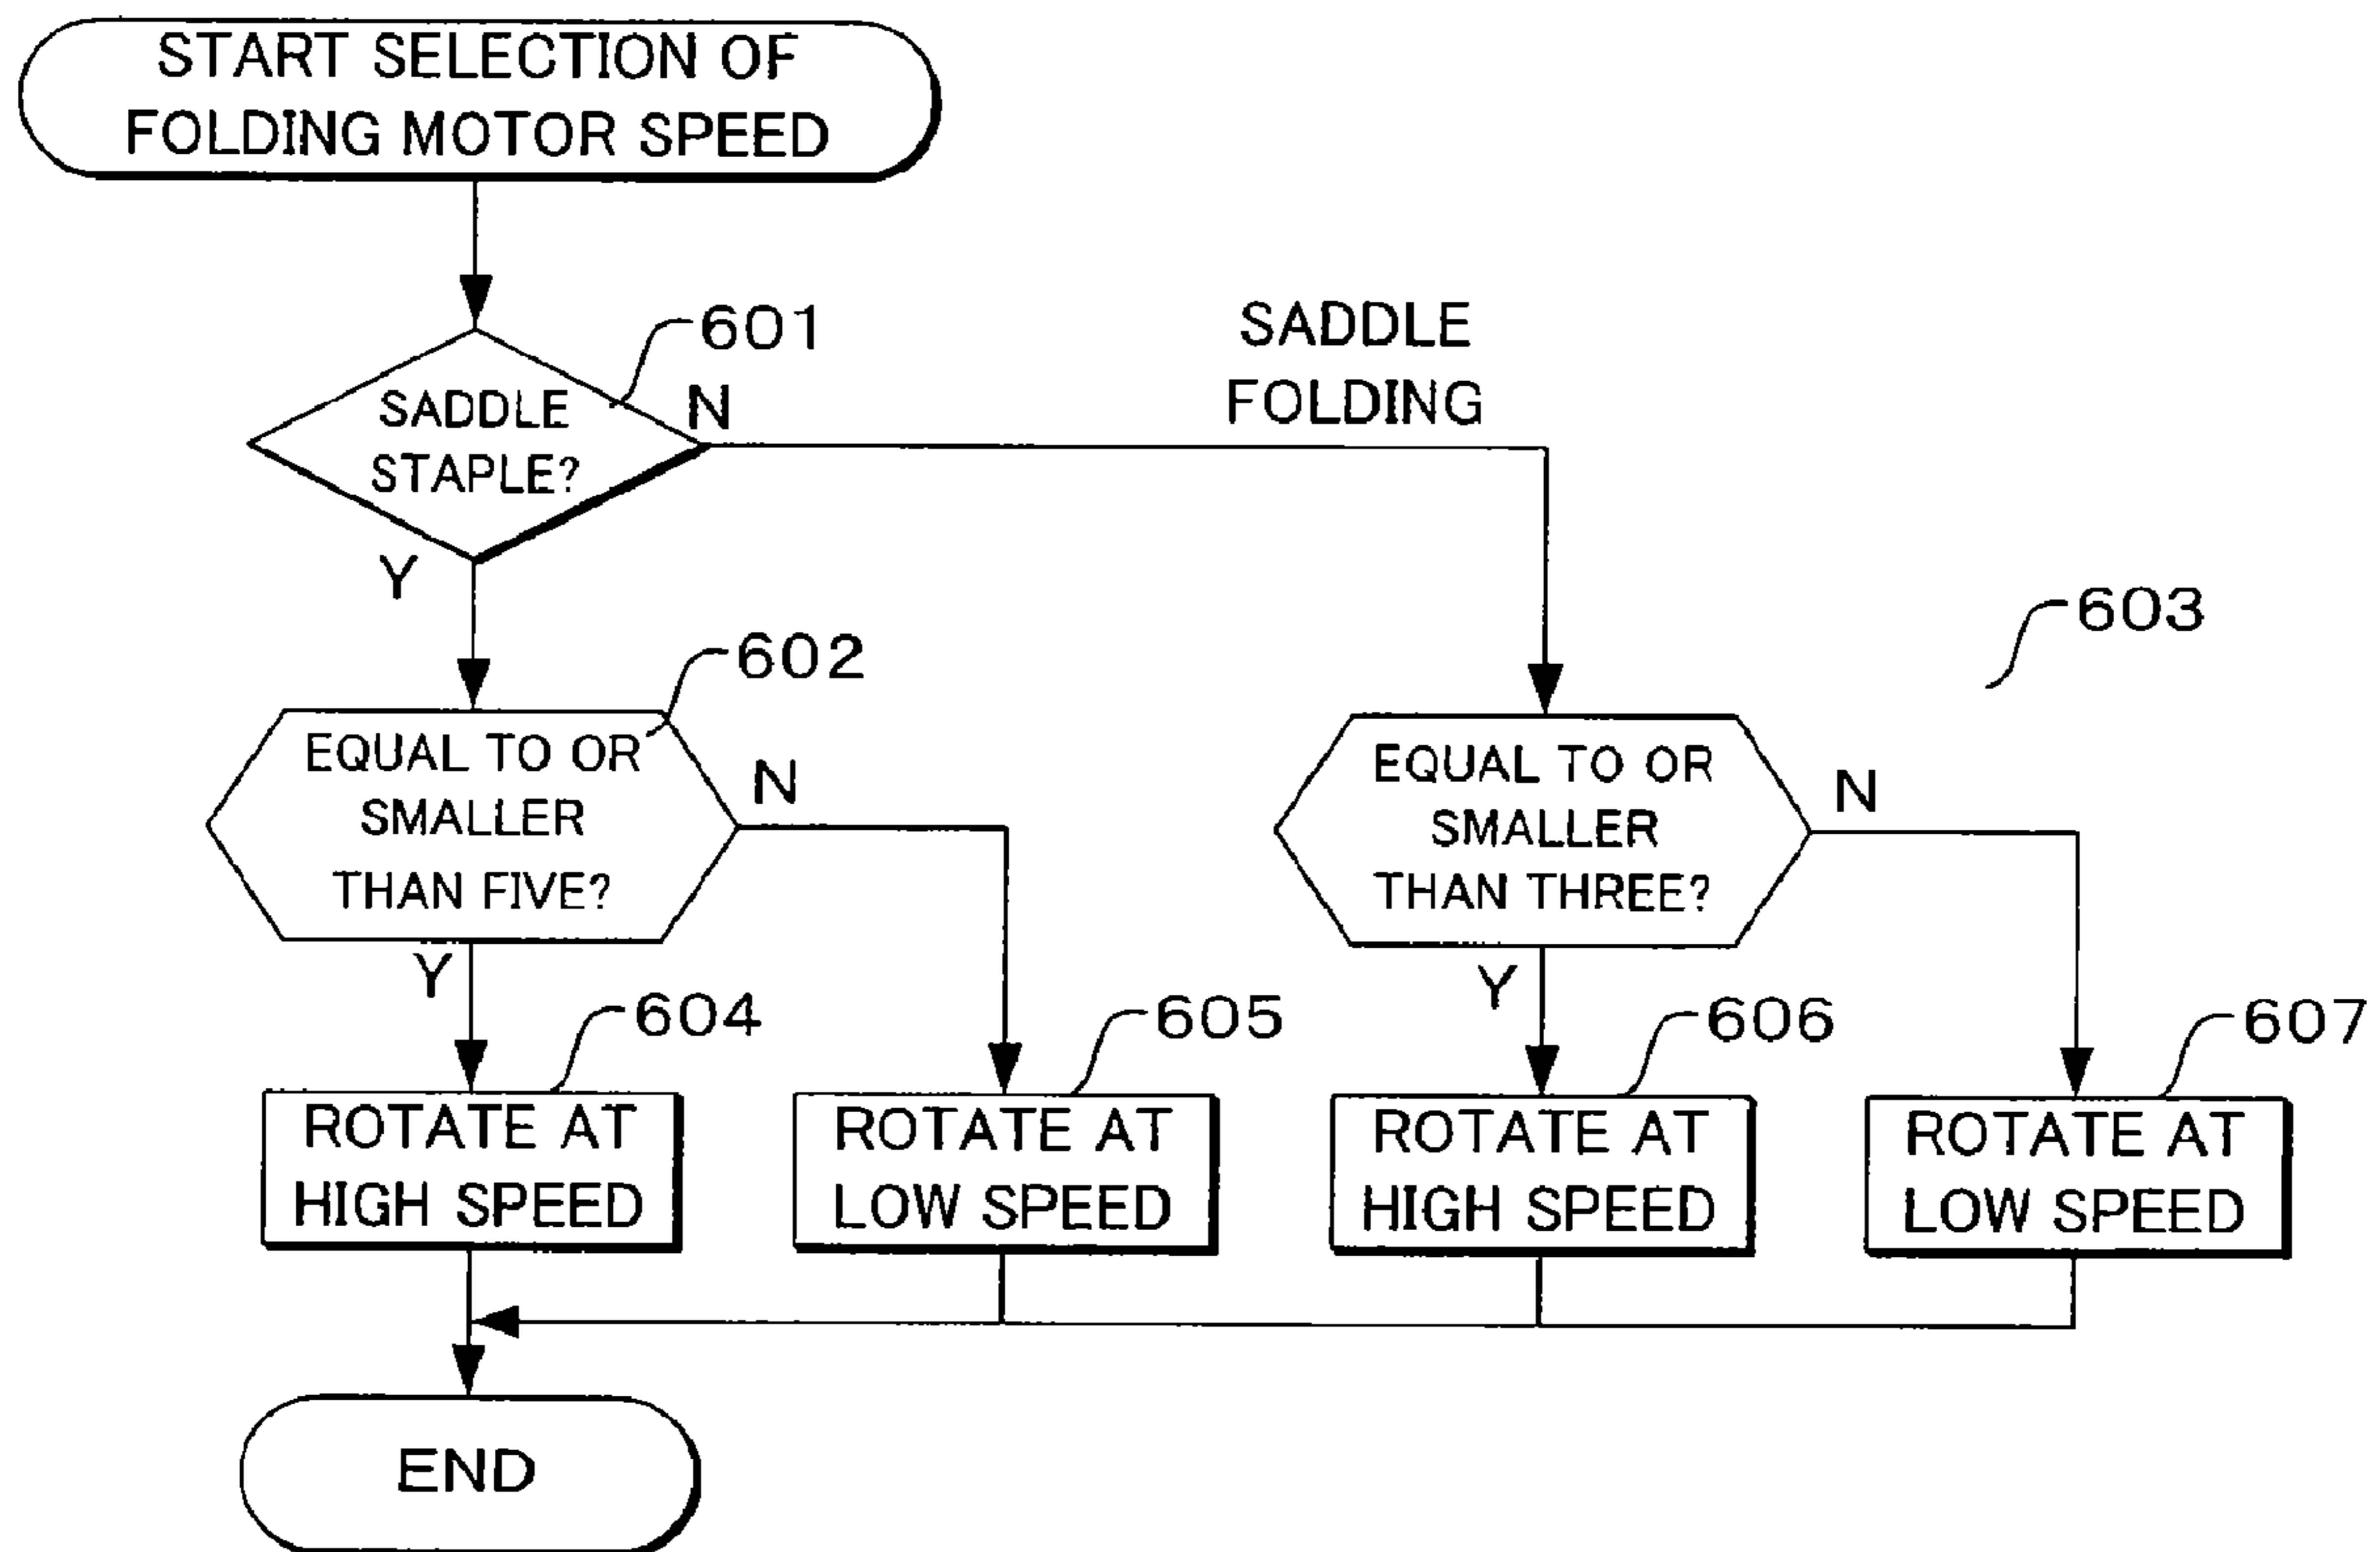 START SELECTION OF
FOLDING MOTOR SPEED
601
SADDLE
STAPLE?
N
SADDLE
FOLDING
Y
602
EQUAL TO OR
SMALLER
THAN FIVE?
N
603
EQUAL TO OR
SMALLER
THAN THREE?
N
Y
604
605
Y
606
607
ROTATE AT
HIGH SPEED
ROTATE AT
LOW SPEED
ROTATE AT
HIGH SPEED
ROTATE AT
LOW SPEED
END